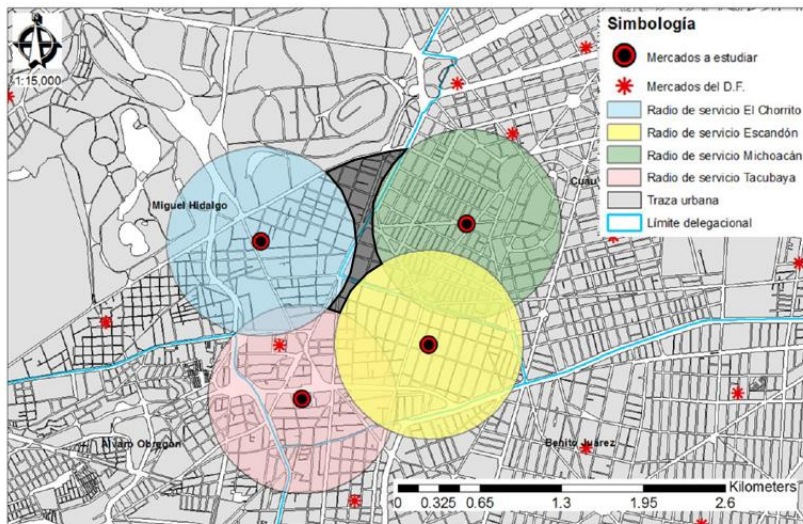 1:15,000
Simbología
Mercados a estudiar
Mercados del D.F.
Radio de servicio El Chorrito
Radio de servicio Escandón
Radio de servicio Michoacán
Radio de servicio Tacubaya
Traza urbana
Límite delegacional
Miguel Hidalgo
Cuau
Álvaro Obregón
Benito Juárez
Kilometers
0 0.325 0.65 1.3 1.95 2.6